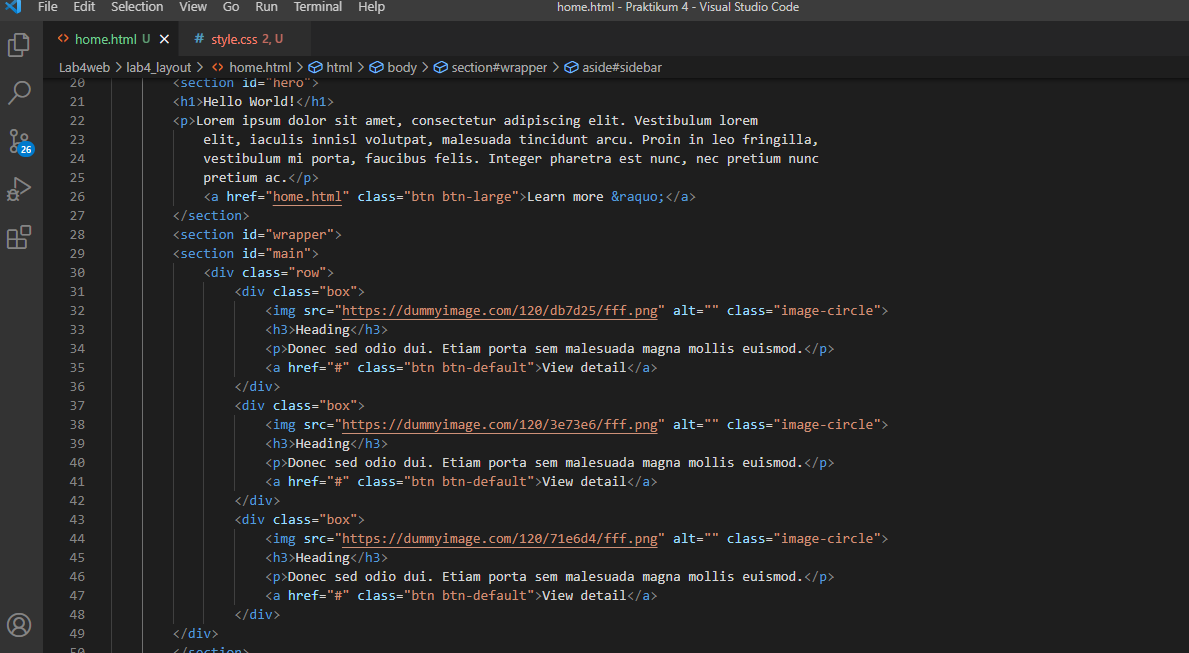 File Edit Selection View Go Run Terminal Help home.html - Praktikum 4 - Visual Studio Code
<> home.html U × # style.css 2, U
Lab4web > lab4_layout > <> home.html > html > body > section#wrapper > aside#sidebar
20 <section id="hero">
21 <h1>Hello World!</h1>
22 <p>Lorem ipsum dolor sit amet, consectetur adipiscing elit. Vestibulum lorem
23 elit, iaculis innisl volutpat, malesuada tincidunt arcu. Proin in leo fringilla,
24 vestibulum mi porta, faucibus felis. Integer pharetra est nunc, nec pretium nunc
25 pretium ac.</p>
26 <a href="home.html" class="btn btn-large">Learn more &raquo;</a>
27 </section>
28 <section id="wrapper">
29 <section id="main">
30 <div class="row">
31 <div class="box">
32 <img src="https://dummyimage.com/120/db7d25/fff.png" alt="" class="image-circle">
33 <h3>Heading</h3>
34 <p>Donec sed odio dui. Etiam porta sem malesuada magna mollis euismod.</p>
35 <a href="#" class="btn btn-default">View detail</a>
36 </div>
37 <div class="box">
38 <img src="https://dummyimage.com/120/3e73e6/fff.png" alt="" class="image-circle">
39 <h3>Heading</h3>
40 <p>Donec sed odio dui. Etiam porta sem malesuada magna mollis euismod.</p>
41 <a href="#" class="btn btn-default">View detail</a>
42 </div>
43 <div class="box">
44 <img src="https://dummyimage.com/120/71e6d4/fff.png" alt="" class="image-circle">
45 <h3>Heading</h3>
46 <p>Donec sed odio dui. Etiam porta sem malesuada magna mollis euismod.</p>
47 <a href="#" class="btn btn-default">View detail</a>
48 </div>
49 </div>
50 </section>
26